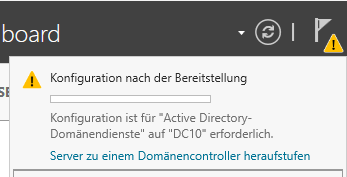 board
Konfiguration nach der Bereitstellung
Konfiguration ist für "Active Directory-
Domänendienste" auf "DC10" erforderlich.
Server zu einem Domänencontroller heraufstufen